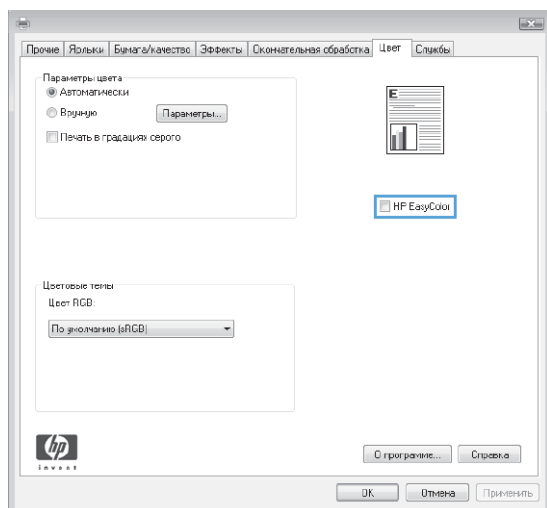 Прочие Ярлыки Бумага/качество Эффекты Окончательная обработка Цвет Службы
Параметры цвета
Автоматически
Вручную
Параметры...
Печать в градациях серого
E
HP EasyColor
Цветовые темы
Цвет RGB:
По умолчанию (sRGB)
hp
invent
О программе... Справка
OK Отмена Применить